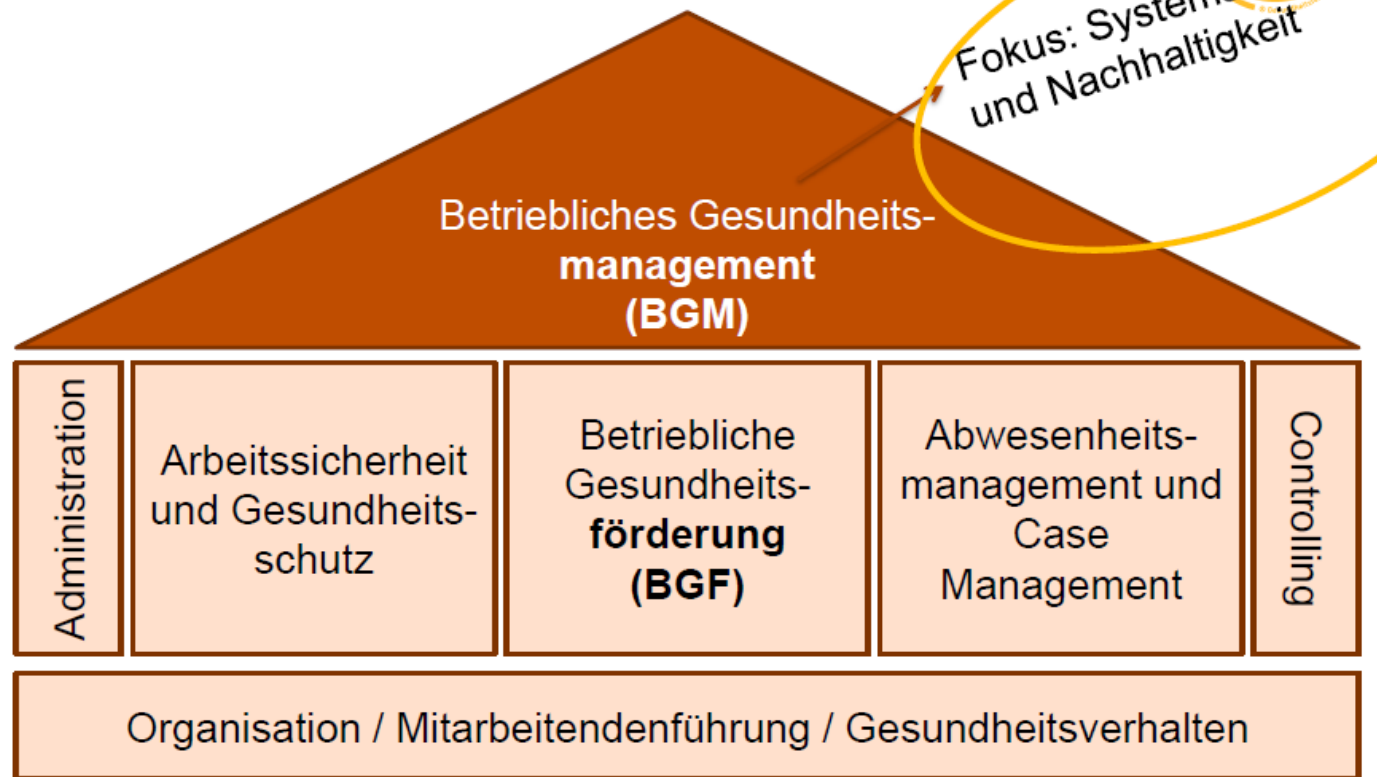 Fokus: Systems
und Nachhaltigkeit
Betriebliches Gesundheits-
management
(BGM)
Administration
Arbeitssicherheit
und Gesundheits-
schutz
Betriebliche
Gesundheits-
förderung
(BGF)
Abwesenheits-
management und
Case
Management
Controlling
Organisation / Mitarbeitendenführung / Gesundheitsverhalten